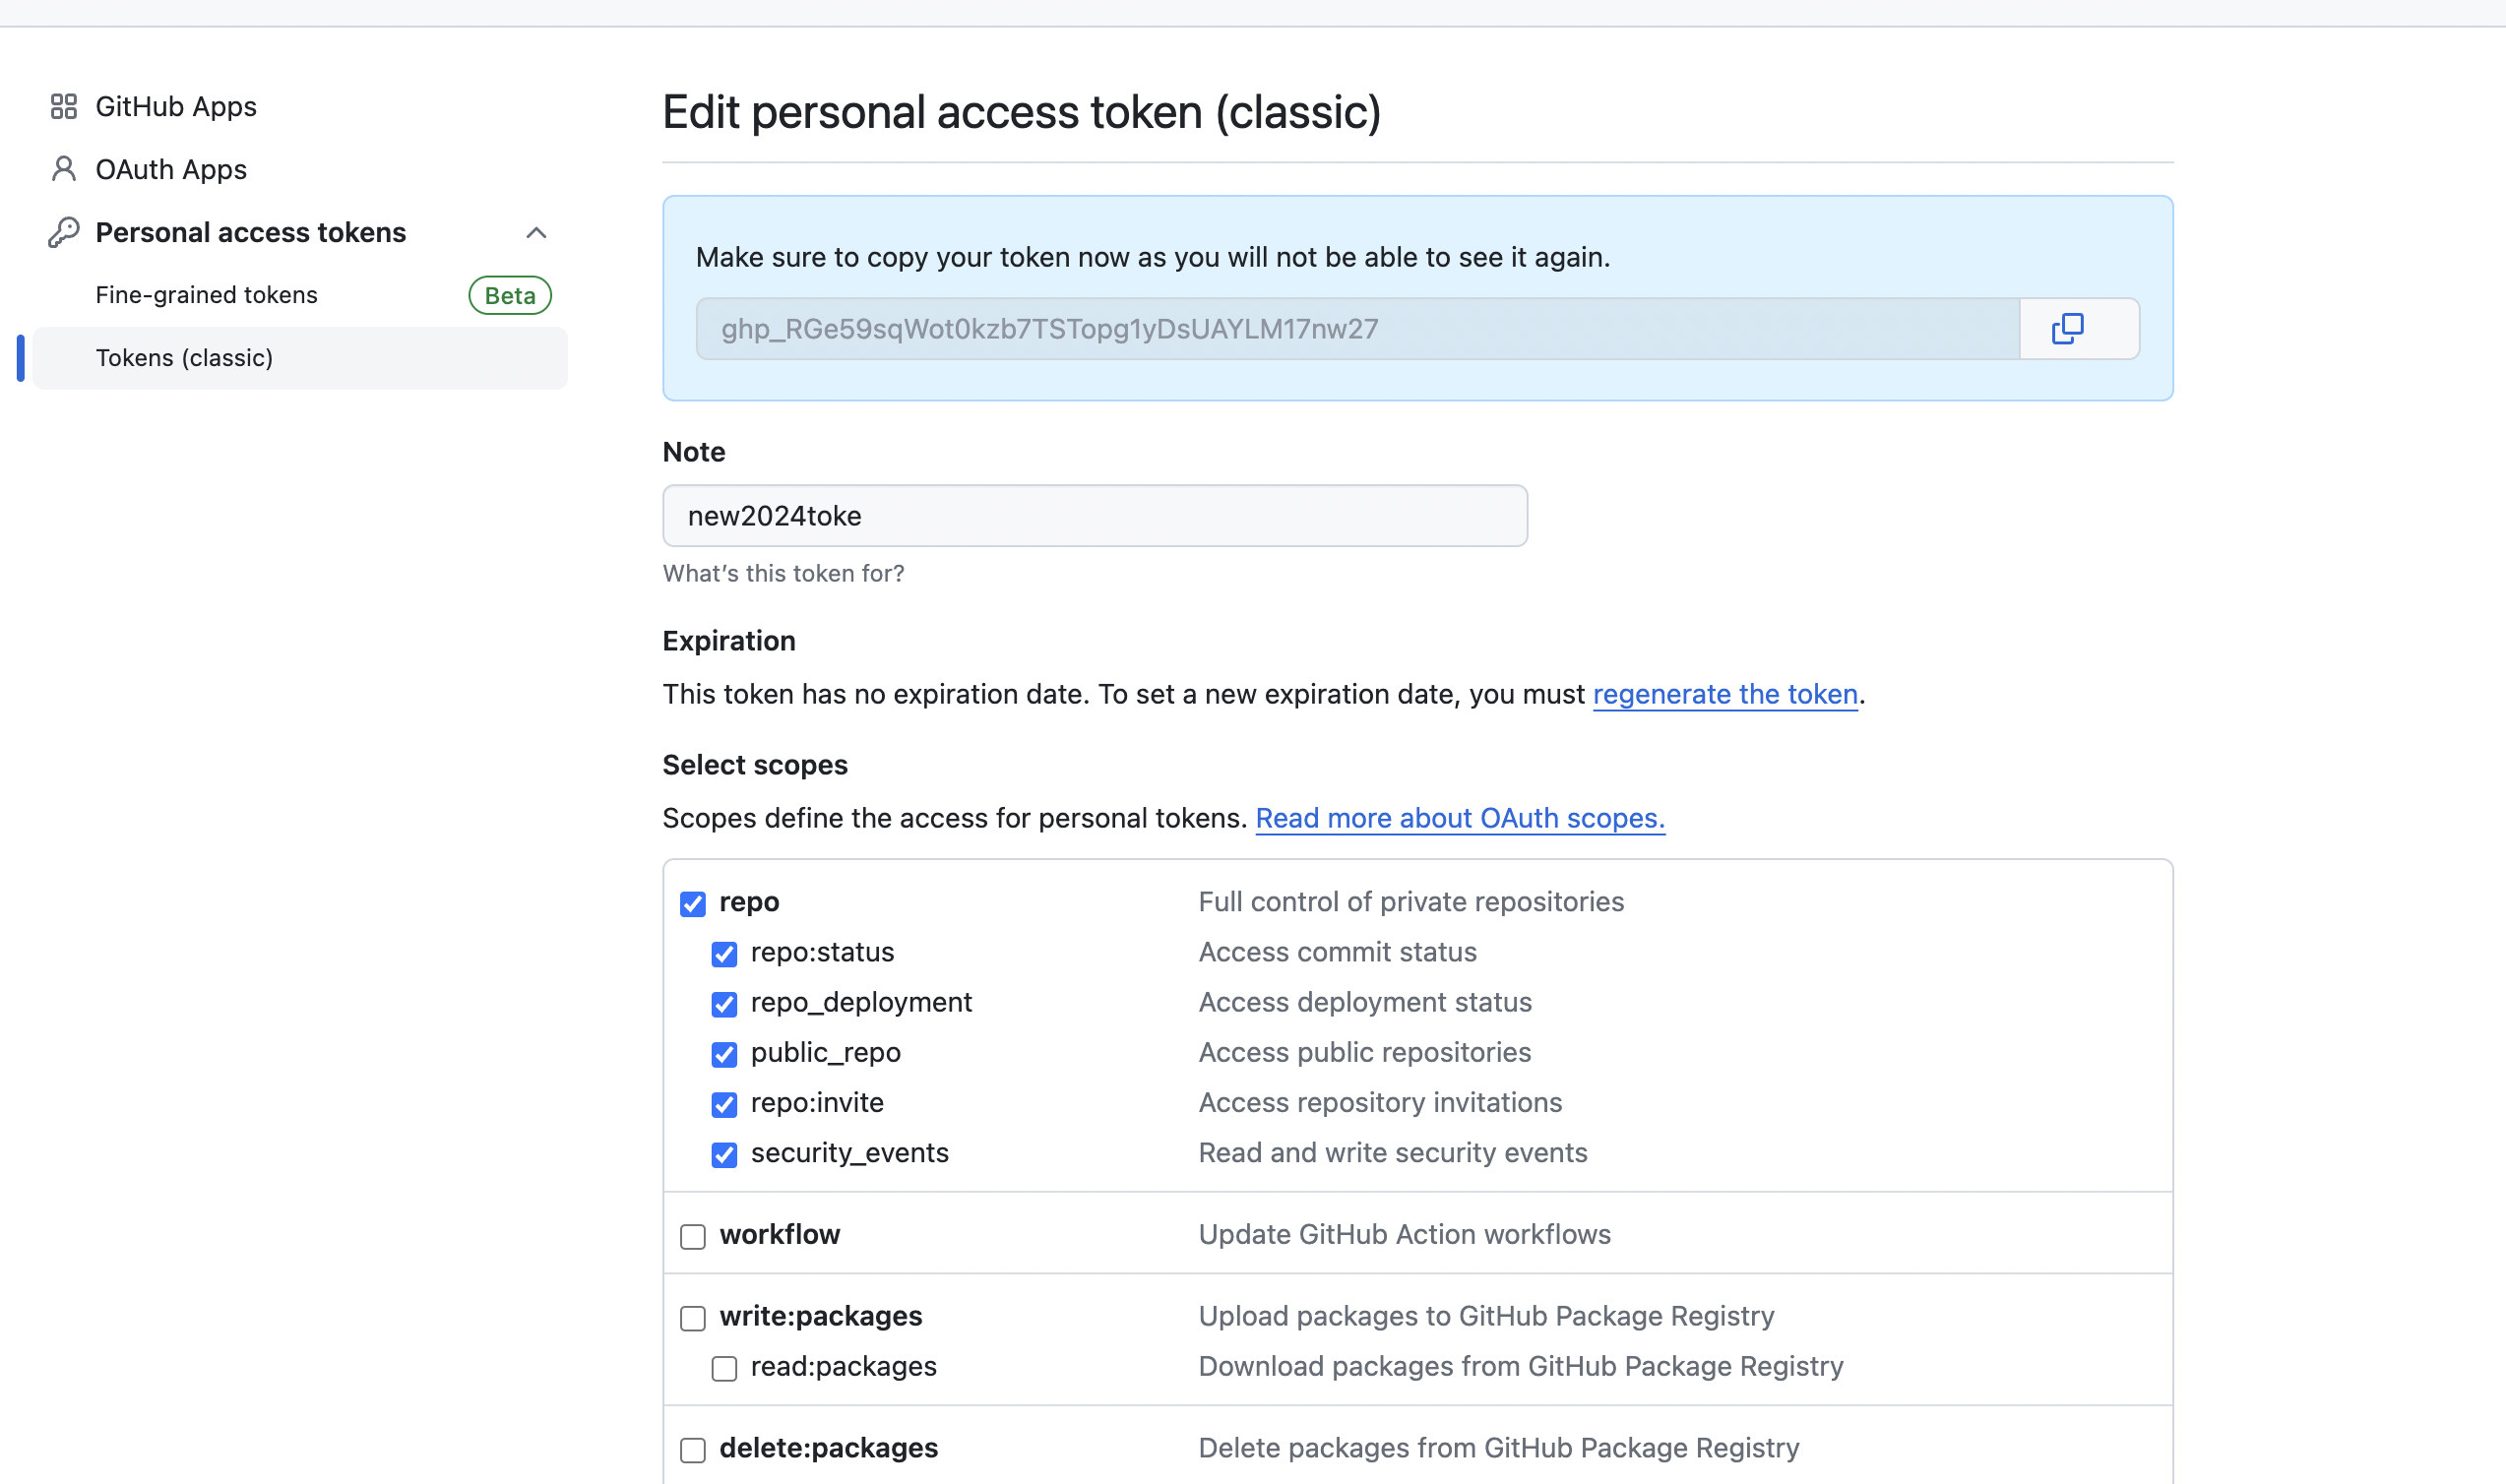 GitHub Apps
OAuth Apps
Personal access tokens
Fine-grained tokens Beta
Tokens (classic)
Edit personal access token (classic)
Make sure to copy your token now as you will not be able to see it again.
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
Note
new2024toke
What's this token for?
Expiration
This token has no expiration date. To set a new expiration date, you must regenerate the token.
Select scopes
Scopes define the access for personal tokens. Read more about OAuth scopes.
repo Full control of private repositories
repo:status Access commit status
repo_deployment Access deployment status
public_repo Access public repositories
repo:invite Access repository invitations
security_events Read and write security events
workflow Update GitHub Action workflows
write:packages Upload packages to GitHub Package Registry
read:packages Download packages from GitHub Package Registry
delete:packages Delete packages from GitHub Package Registry